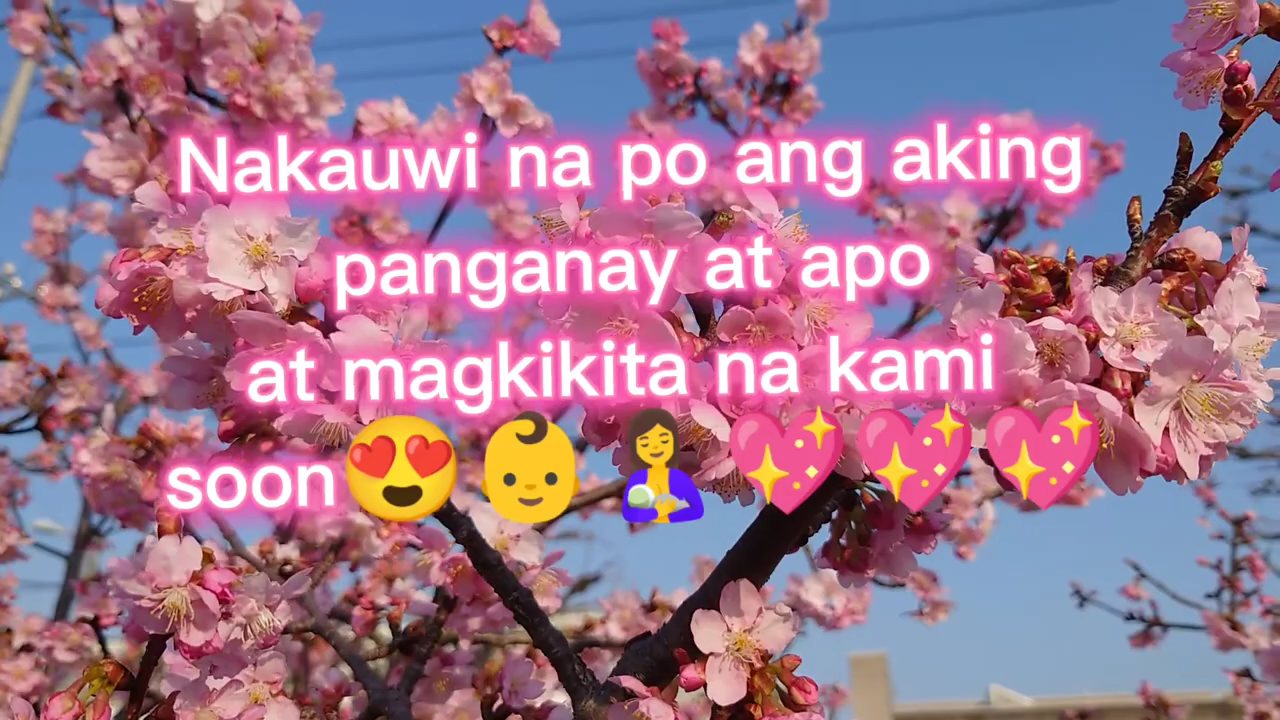 Nakauwi na po ang aking
panganay at apo
at magkikita na kami
soon😍👶👩‍🍼💖💖💖